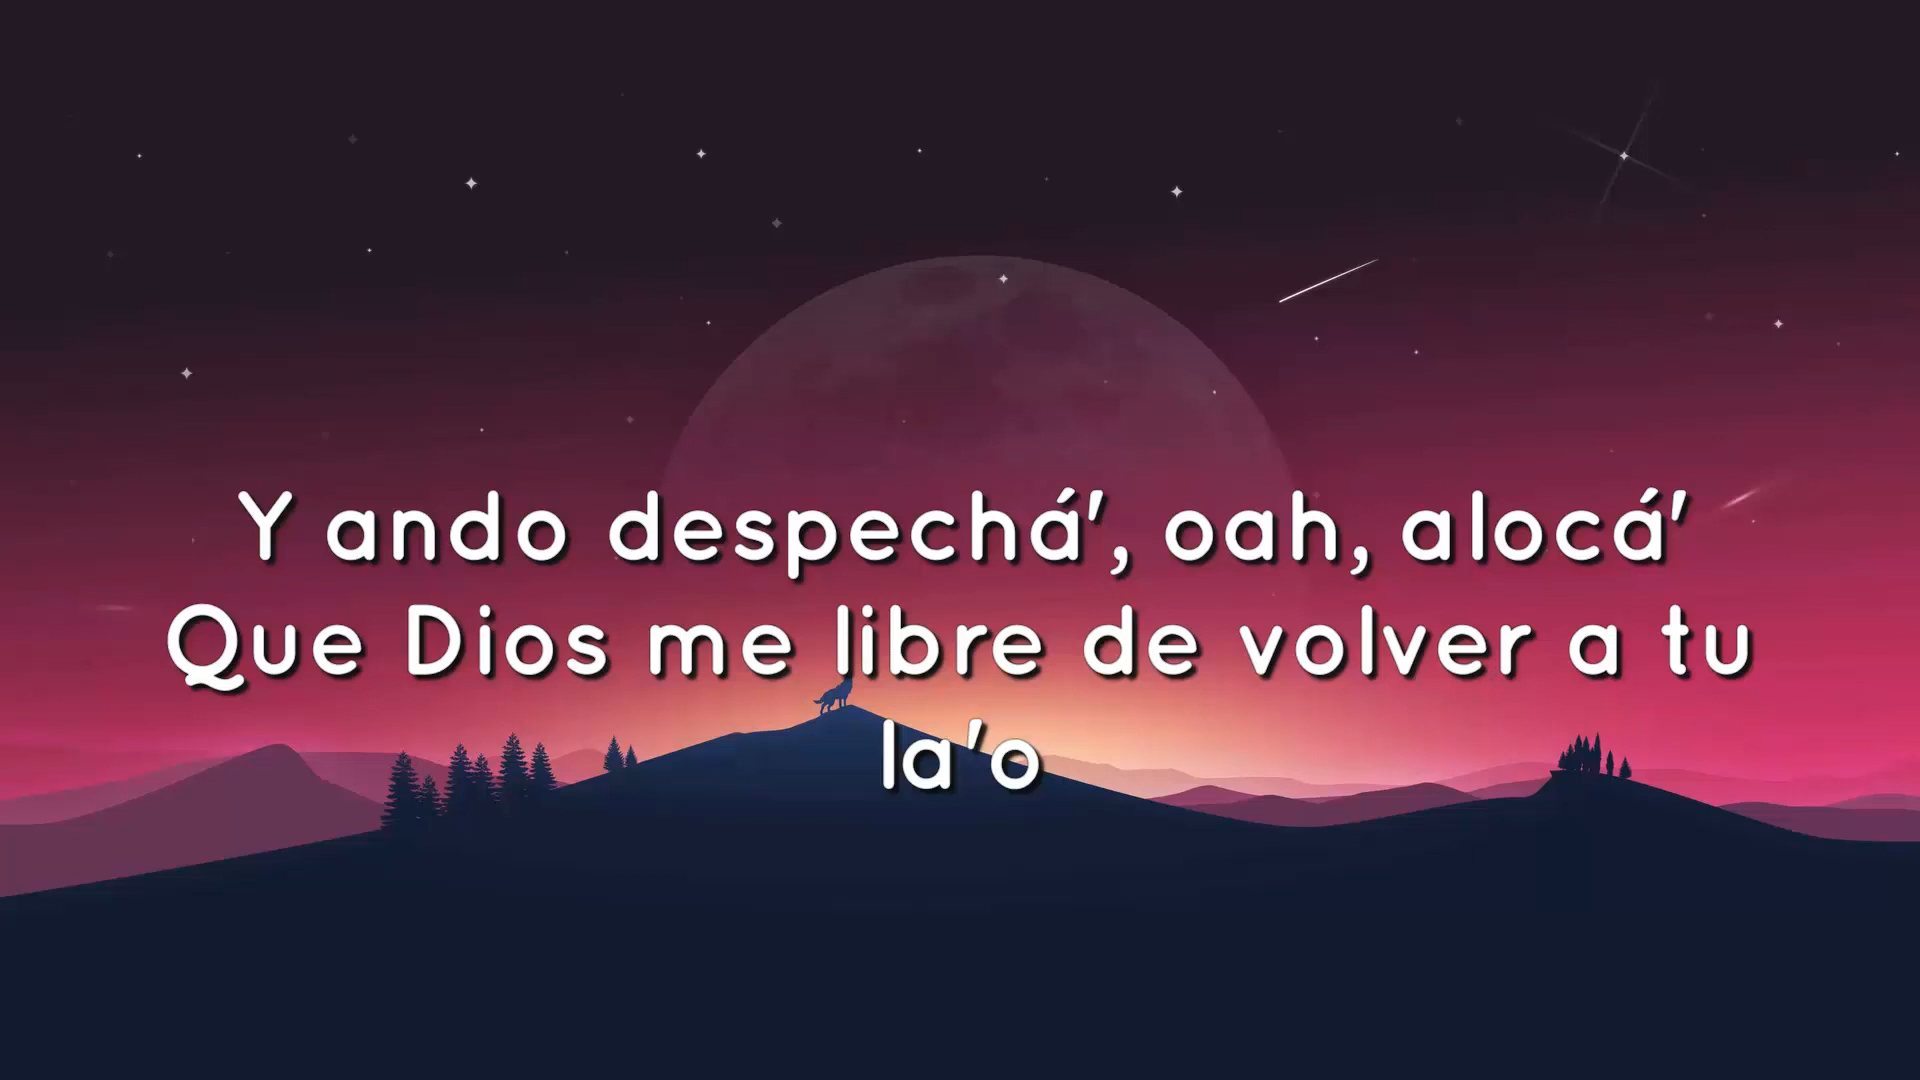 Y ando despechá', oah, alocá'
Que Dios me libre de volver a tu
la'o